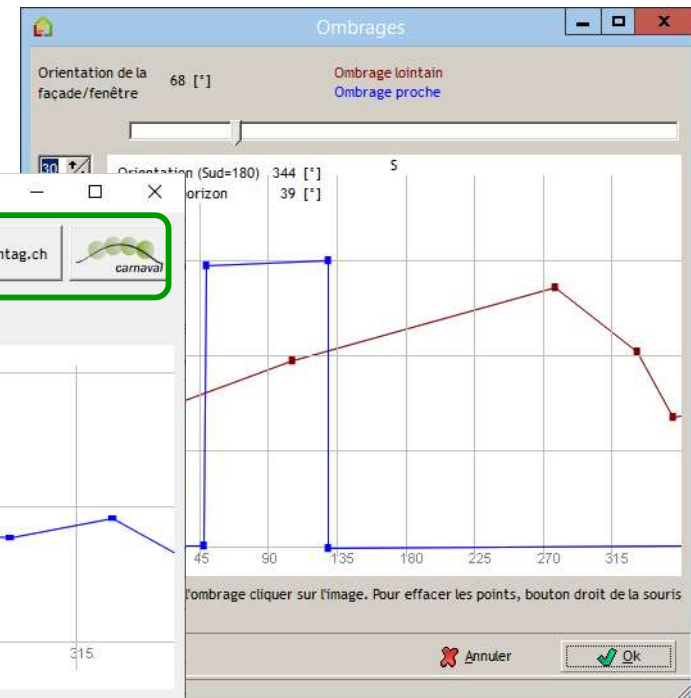 Ombrages
Orientation de la façade/fenêtre 68 [°]
Ombrage lointain
Ombrage proche
30
Orientation (Sud=180) 344 [°]
orizon 39 [°]
S
ntag.ch
carnaval
45 90 135 180 225 270 315
315
l'ombrage cliquer sur l'image. Pour effacer les points, bouton droit de la souris
Annuler
Ok